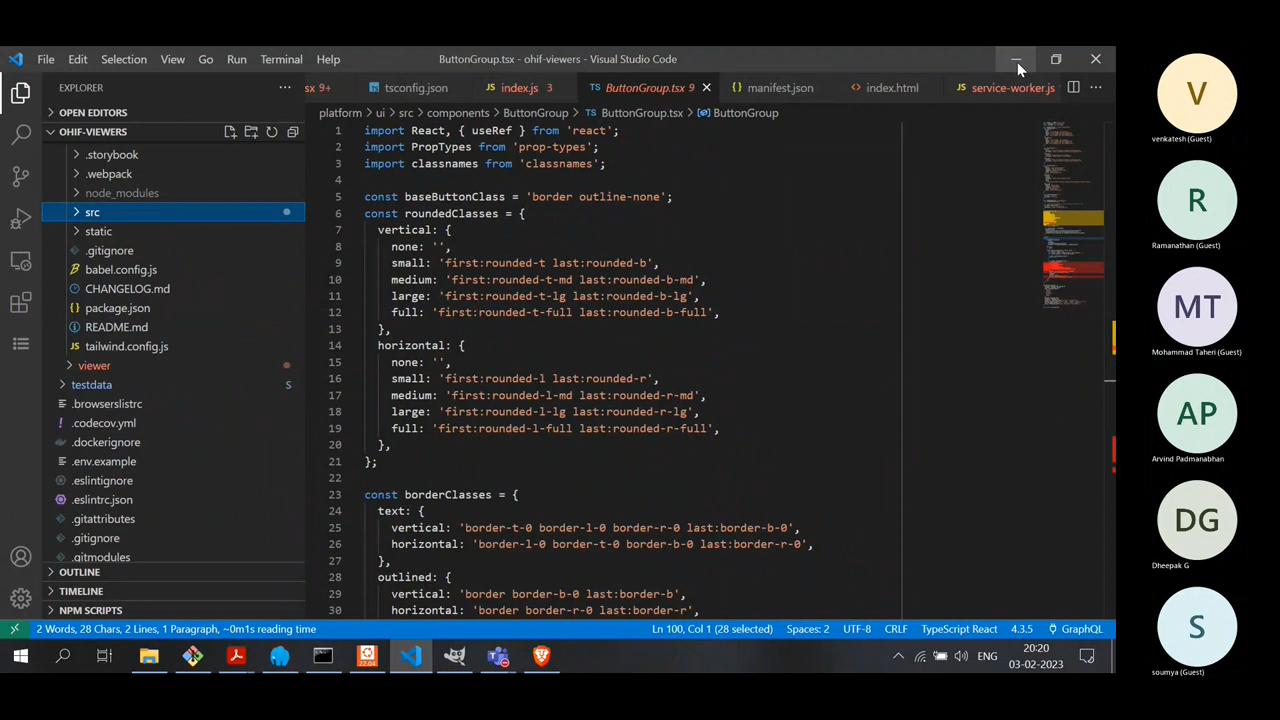 File Edit Selection View Go Run Terminal Help
ButtonGroup.tsx - ohif-viewers - Visual Studio Code
EXPLORER
sx 9+ tsconfig.json index.js 3 ButtonGroup.tsx 9 manifest.json index.html service-worker.js
OPEN EDITORS
platform > ui > src > components > ButtonGroup > ButtonGroup.tsx > ButtonGroup
OHIF-VIEWERS
.storybook
.werpack
node_modules
src
static
.gitignore
babel.config.js
CHANGELOG.md
package.json
README.md
tailwind.config.js
viewer
testdata S
.browserslistrc
.codecov.yml
.dockerignore
.env.example
.eslintignore
.eslintrc.json
.gitattributes
.gitignore
.gitmodules
OUTLINE
TIMELINE
NPM SCRIPTS
1 import React, { useRef } from 'react';
2 import PropTypes from 'prop-types';
3 import classnames from 'classnames';
4
5 const baseButtonClass = 'border outline-none';
6 const roundedClasses = {
7 vertical: {
8 none: '',
9 small: 'first:rounded-t last:rounded-b',
10 medium: 'first:rounded-t-md last:rounded-b-md',
11 large: 'first:rounded-t-lg last:rounded-b-lg',
12 full: 'first:rounded-t-full last:rounded-b-full',
13 },
14 horizontal: {
15 none: '',
16 small: 'first:rounded-l last:rounded-r',
17 medium: 'first:rounded-l-md last:rounded-r-md',
18 large: 'first:rounded-l-lg last:rounded-r-lg',
19 full: 'first:rounded-l-full last:rounded-r-full',
20 },
21 };
22
23 const borderClasses = {
24 text: {
25 vertical: 'border-t-0 border-l-0 border-r-0 last:border-b-0',
26 horizontal: 'border-l-0 border-t-0 border-b-0 last:border-r-0',
27 },
28 outlined: {
29 vertical: 'border border-b-0 last:border-b',
30 horizontal: 'border border-r-0 last:border-r',
2 Words, 28 Chars, 2 Lines, 1 Paragraph, ~0m1s reading time
Ln 100, Col 1 (28 selected) Spaces: 2 UTF-8 CRLF TypeScript React 4.3.5 GraphQL
22.04
ENG
20:20
03-02-2023
V
venkatesh (Guest)
R
Ramanathan (Guest)
MT
Mohammad Taheri (Guest)
AP
Arvind Padmanabhan
DG
Dheepak G
S
soumya (Guest)